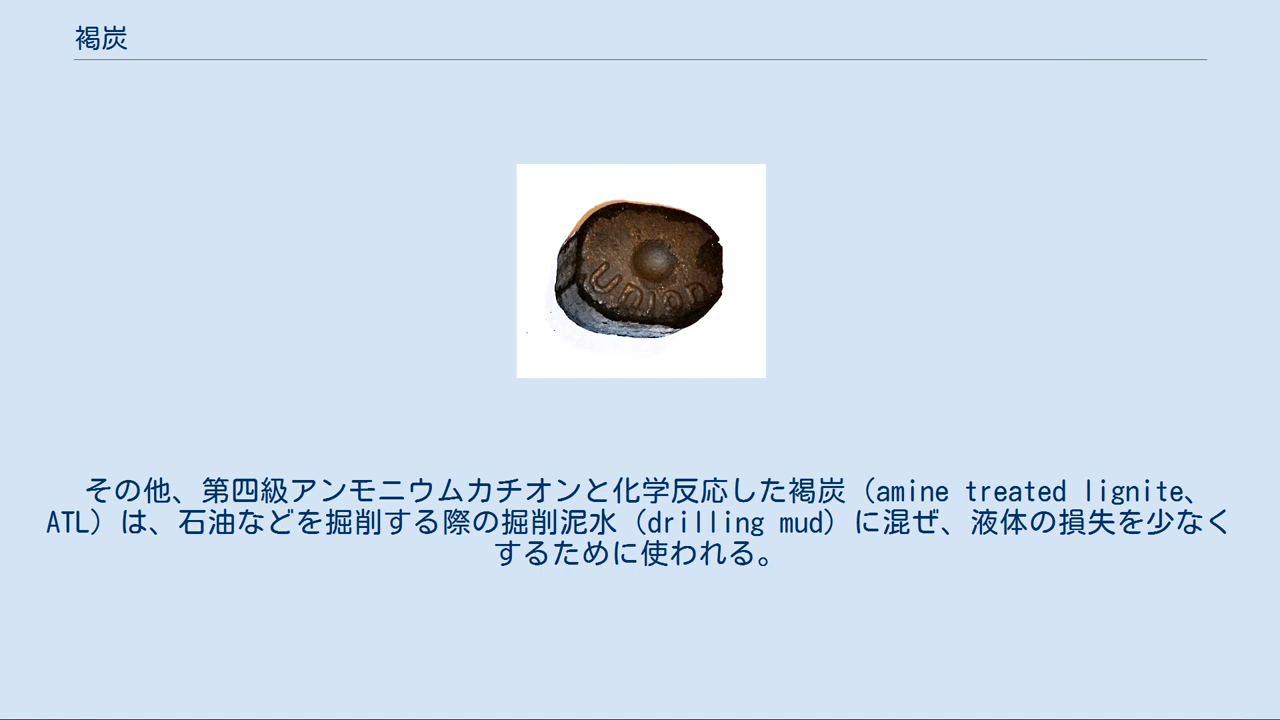 褐炭
union
その他、第四級アンモニウムカチオンと化学反応した褐炭（amine treated lignite、
ATL）は、石油などを掘削する際の掘削泥水（drilling mud）に混ぜ、液体の損失を少なく
するために使われる。